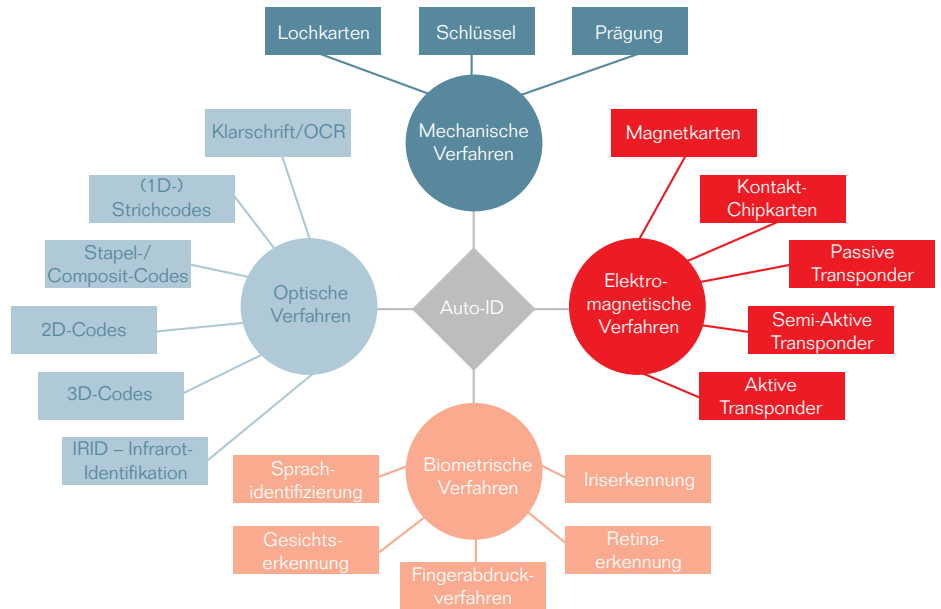 Lochkarten
Schlüssel
Prägung
Mechanische
Verfahren
Klarschrift/OCR
(1D-)
Strichcodes
Stapel-/
Composit-Codes
2D-Codes
3D-Codes
IRID – Infrarot-
Identifikation
Optische
Verfahren
Auto-ID
Elektro-
magnetische
Verfahren
Magnetkarten
Kontakt-
Chipkarten
Passive
Transponder
Semi-Aktive
Transponder
Aktive
Transponder
Biometrische
Verfahren
Sprach-
identifizierung
Gesichts-
erkennung
Fingerabdruck-
verfahren
Iriserkennung
Retina-
erkennung